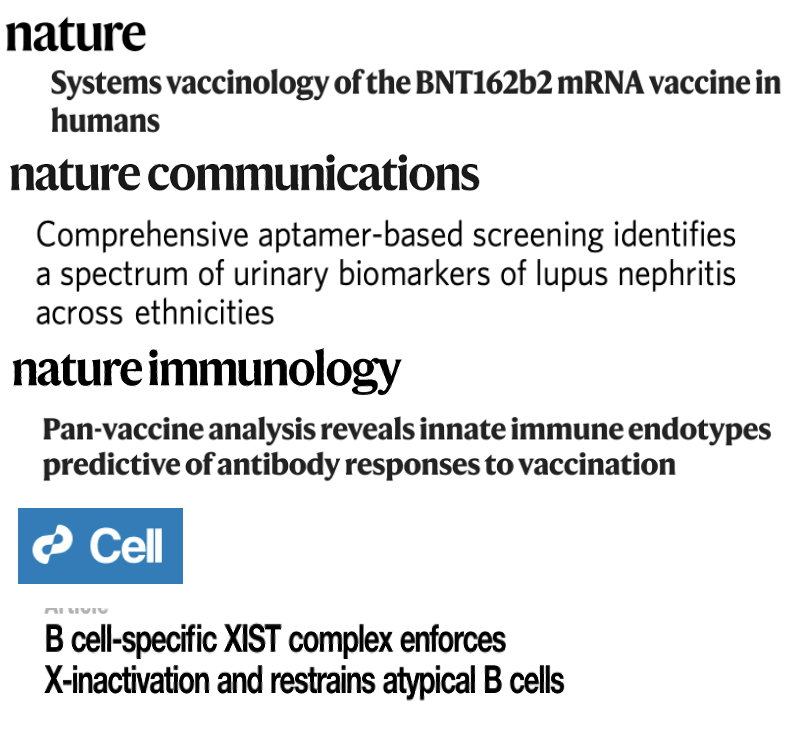 nature
Systems vaccinology of the BNT162b2 mRNA vaccine in
humans
nature communications
Comprehensive aptamer-based screening identifies
a spectrum of urinary biomarkers of lupus nephritis
across ethnicities
nature immunology
Pan-vaccine analysis reveals innate immune endotypes
predictive of antibody responses to vaccination
Cell
Article
B cell-specific XIST complex enforces
X-inactivation and restrains atypical B cells